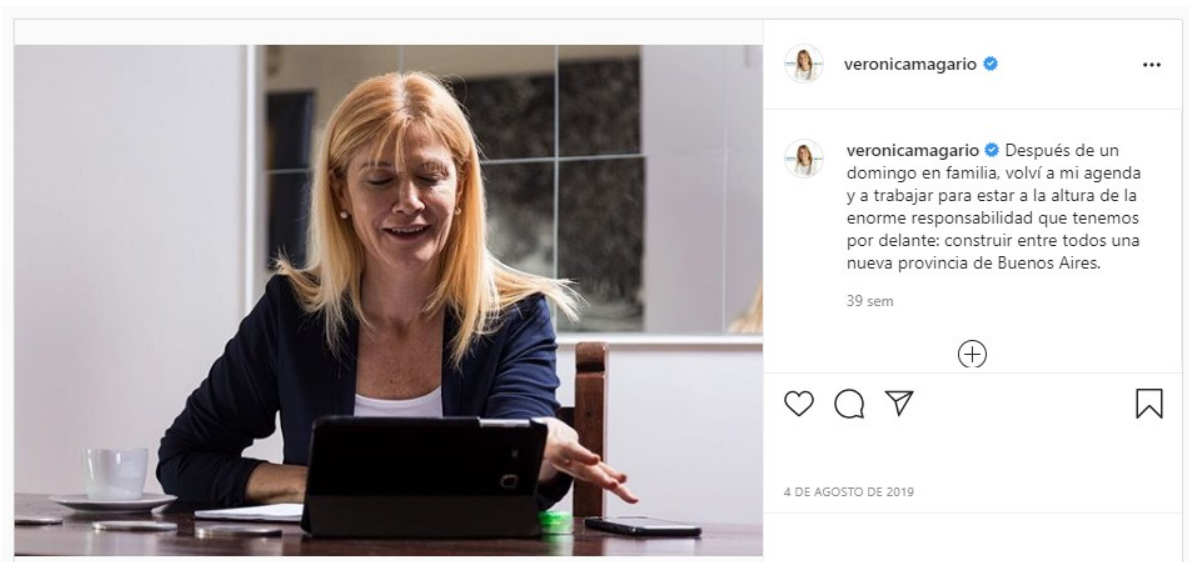 veronicamagario
veronicamagario Después de un
domingo en familia, volví a mi agenda
y a trabajar para estar a la altura de la
enorme responsabilidad que tenemos
por delante: construir entre todos una
nueva provincia de Buenos Aires.
39 sem
4 DE AGOSTO DE 2019